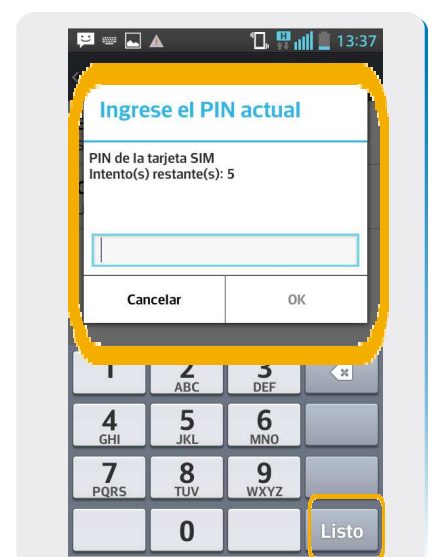 H 13:37
Ingrese el PIN actual
PIN de la tarjeta SIM
Intento(s) restante(s): 5
Cancelar OK
1 2 3
ABC DEF
4 5 6
GHI JKL MNO
7 8 9
PQRS TUV WXYZ
0 Listo